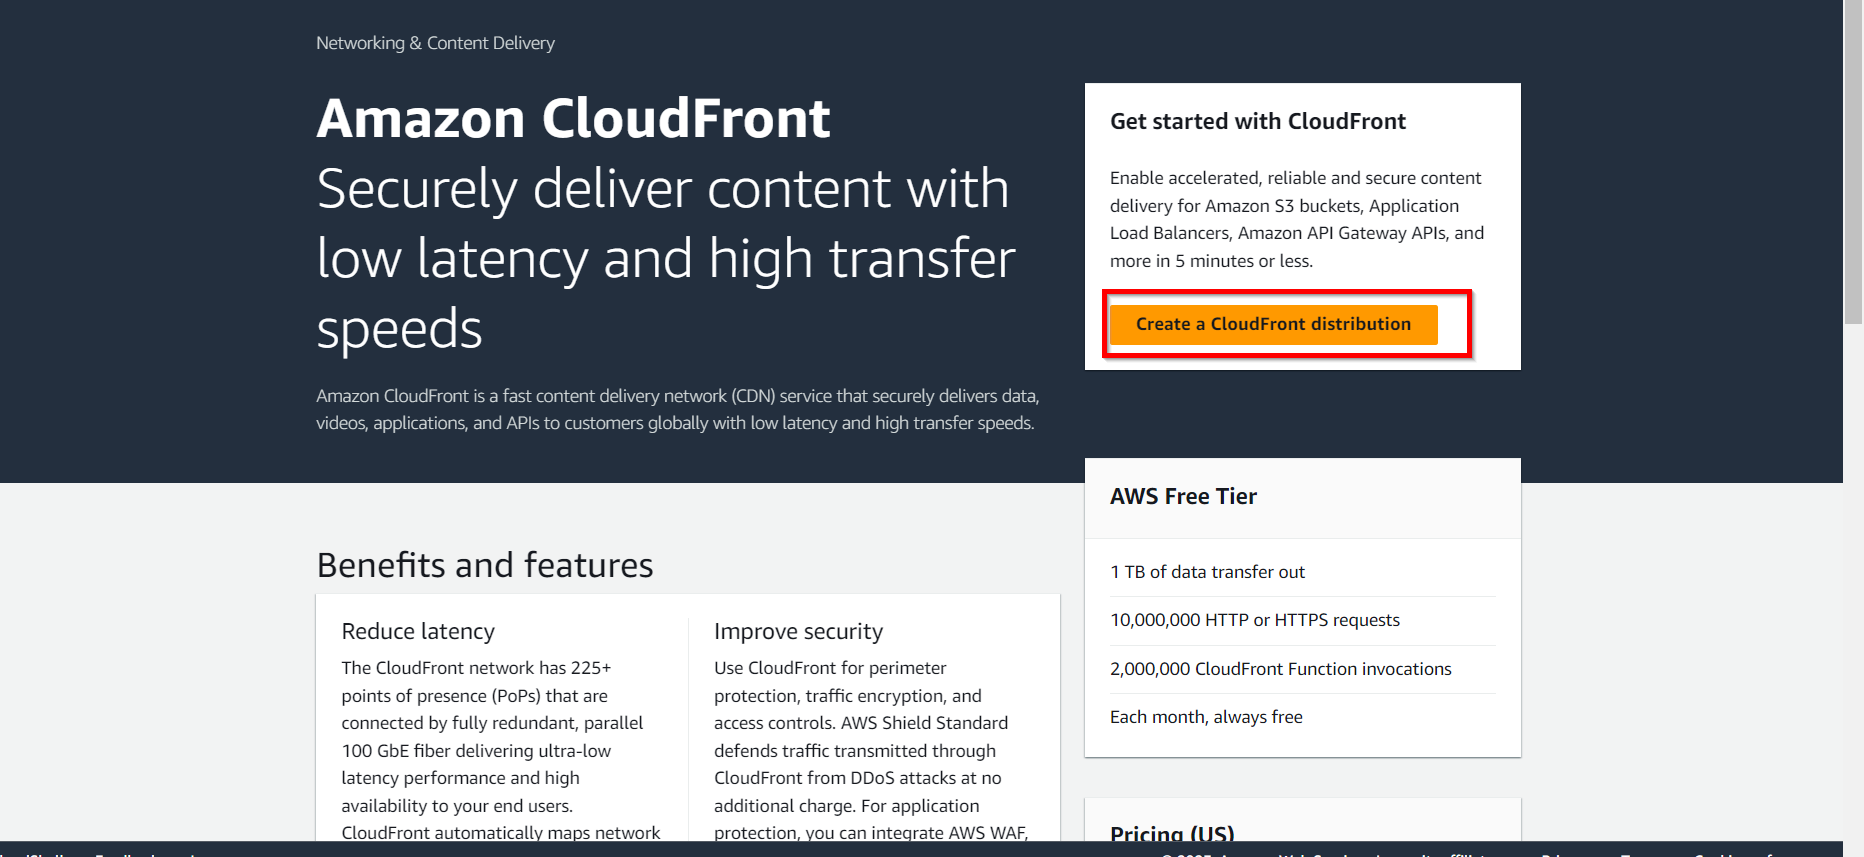 Networking & Content Delivery
Amazon CloudFront
Securely deliver content with
low latency and high transfer
speeds
Amazon CloudFront is a fast content delivery network (CDN) service that securely delivers data,
videos, applications, and APIs to customers globally with low latency and high transfer speeds.
Get started with CloudFront
Enable accelerated, reliable and secure content
delivery for Amazon S3 buckets, Application
Load Balancers, Amazon API Gateway APIs, and
more in 5 minutes or less.
Create a CloudFront distribution
AWS Free Tier
1 TB of data transfer out
10,000,000 HTTP or HTTPS requests
2,000,000 CloudFront Function invocations
Each month, always free
Benefits and features
Reduce latency
The CloudFront network has 225+
points of presence (PoPs) that are
connected by fully redundant, parallel
100 GbE fiber delivering ultra-low
latency performance and high
availability to your end users.
CloudFront automatically maps network
Improve security
Use CloudFront for perimeter
protection, traffic encryption, and
access controls. AWS Shield Standard
defends traffic transmitted through
CloudFront from DDoS attacks at no
additional charge. For application
protection, you can integrate AWS WAF,
Pricing (US)